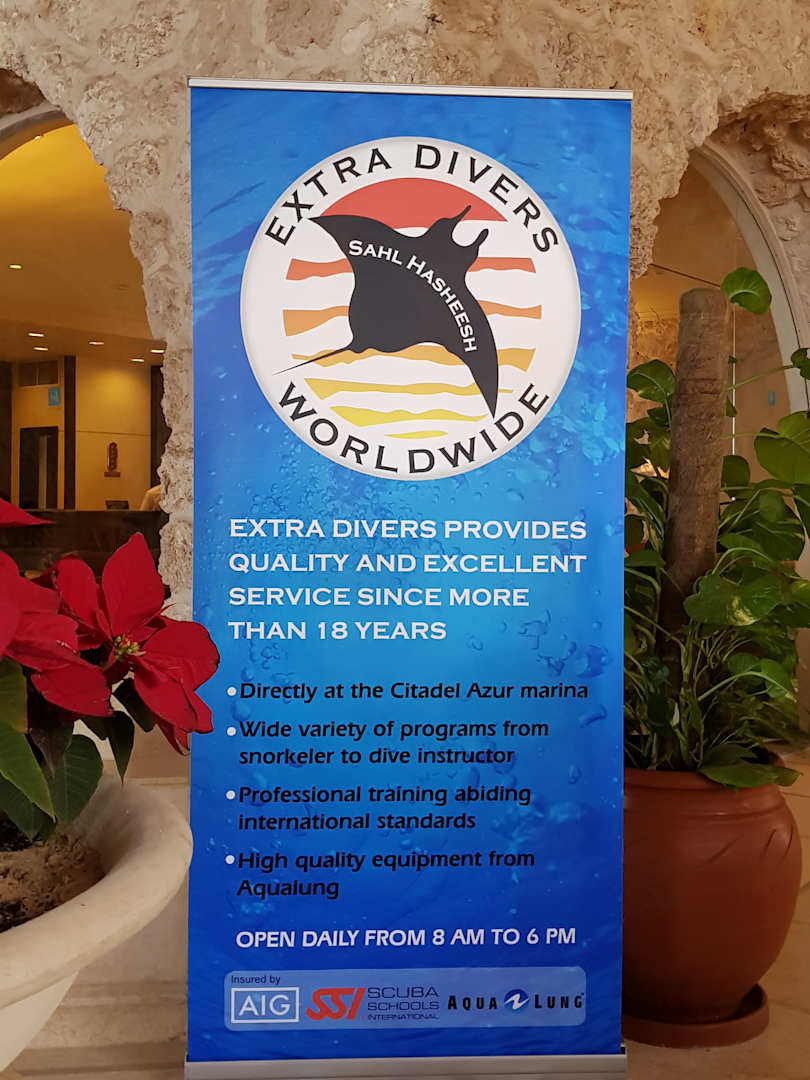 EXTRA DIVERS
SAHL HASHEESH
WORLDWIDE
EXTRA DIVERS PROVIDES
QUALITY AND EXCELLENT
SERVICE SINCE MORE
THAN 18 YEARS
•Directly at the Citadel Azur marina
•Wide variety of programs from
snorkeler to dive instructor
•Professional training abiding
international standards
•High quality equipment from
Aqualung
OPEN DAILY FROM 8 AM TO 6 PM
Insured by
AIG
SSI
SCUBA
SCHOOLS
INTERNATIONAL
AQUA LUNG